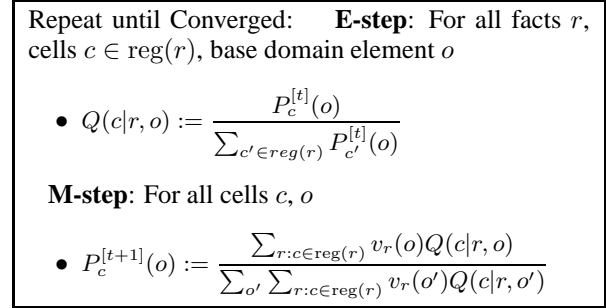 Repeat until Converged: E-step: For all facts r,
cells c ∈ reg(r), base domain element o
• Q(c|r, o) := P_c^{[t]}(o) / ∑_{c'∈reg(r)} P_{c'}^{[t]}(o)
M-step: For all cells c, o
• P_c^{[t+1]}(o) := ∑_{r:c∈reg(r)} v_r(o)Q(c|r, o) / ∑_{o'} ∑_{r:c∈reg(r)} v_r(o')Q(c|r, o')